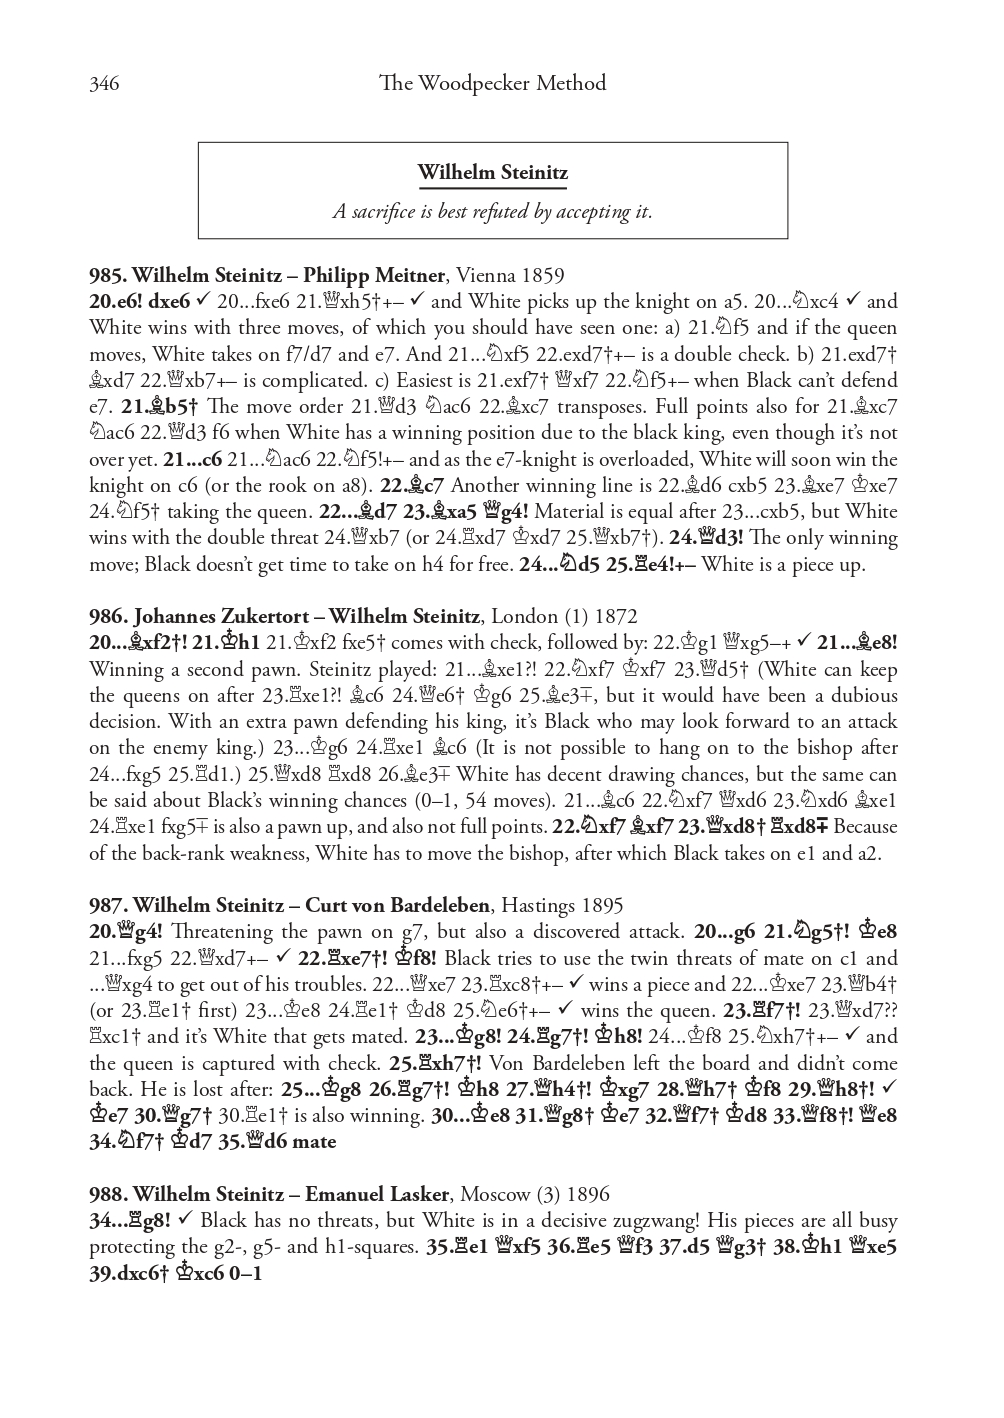 346
The Woodpecker Method
Wilhelm Steinitz
A sacrifice is best refuted by accepting it.
985. Wilhelm Steinitz – Philipp Meitner, Vienna 1859
20.e6! dxe6 ✓ 20...fxe6 21.♕xh5†+– ✓ and White picks up the knight on a5. 20...♘xc4 ✓ and
White wins with three moves, of which you should have seen one: a) 21.♘f5 and if the queen
moves, White takes on f7/d7 and e7. And 21...♘xf5 22.exd7†+– is a double check. b) 21.exd7†
♗xd7 22.♕xb7+– is complicated. c) Easiest is 21.exf7† ♕xf7 22.♘f5+– when Black can't defend
e7. 21.♗b5† The move order 21.♕d3 ♘ac6 22.♗xc7 transposes. Full points also for 21.♗xc7
♘ac6 22.♕d3 f6 when White has a winning position due to the black king, even though it's not
over yet. 21...c6 21...♘ac6 22.♘f5!+– and as the e7-knight is overloaded, White will soon win the
knight on c6 (or the rook on a8). 22.♗c7 Another winning line is 22.♗d6 cxb5 23.♗xe7 ♔xe7
24.♘f5† taking the queen. 22...♗d7 23.♗xa5 ♕g4! Material is equal after 23...cxb5, but White
wins with the double threat 24.♕xb7 (or 24.♖xd7 ♔xd7 25.♕xb7†). 24.♕d3! The only winning
move; Black doesn't get time to take on h4 for free. 24...♘d5 25.♖e4!+– White is a piece up.
986. Johannes Zukertort – Wilhelm Steinitz, London (1) 1872
20...♗xf2†! 21.♔h1 21.♔xf2 fxe5† comes with check, followed by: 22.♔g1 ♕xg5–+ ✓ 21...♗e8!
Winning a second pawn. Steinitz played: 21...♗xe1?! 22.♘xf7 ♔xf7 23.♕d5† (White can keep
the queens on after 23.♖xe1?! ♗c6 24.♕e6† ♔g6 25.♗e3∓, but it would have been a dubious
decision. With an extra pawn defending his king, it's Black who may look forward to an attack
on the enemy king.) 23...♔g6 24.♖xe1 ♗c6 (It is not possible to hang on to the bishop after
24...fxg5 25.♖d1.) 25.♕xd8 ♖xd8 26.♗e3∓ White has decent drawing chances, but the same can
be said about Black's winning chances (0–1, 54 moves). 21...♗c6 22.♘xf7 ♕xd6 23.♘xd6 ♗xe1
24.♖xe1 fxg5∓ is also a pawn up, and also not full points. 22.♘xf7 ♗xf7 23.♕xd8† ♖xd8∓ Because
of the back-rank weakness, White has to move the bishop, after which Black takes on e1 and a2.
987. Wilhelm Steinitz – Curt von Bardeleben, Hastings 1895
20.♕g4! Threatening the pawn on g7, but also a discovered attack. 20...g6 21.♘g5†! ♔e8
21...fxg5 22.♕xd7+– ✓ 22.♖xe7†! ♔f8! Black tries to use the twin threats of mate on c1 and
...♕xg4 to get out of his troubles. 22...♕xe7 23.♖xc8†+– ✓ wins a piece and 22...♔xe7 23.♕b4†
(or 23.♖e1† first) 23...♔e8 24.♖e1† ♔d8 25.♘e6†+– ✓ wins the queen. 23.♖f7†! 23.♕xd7??
♖xc1† and it's White that gets mated. 23...♔g8! 24.♖g7†! ♔h8! 24...♔f8 25.♘xh7†+– ✓ and
the queen is captured with check. 25.♖xh7†! Von Bardeleben left the board and didn't come
back. He is lost after: 25...♔g8 26.♖g7†! ♔h8 27.♕h4†! ♔xg7 28.♕h7† ♔f8 29.♕h8†! ✓
♔e7 30.♕g7† 30.♖e1† is also winning. 30...♔e8 31.♕g8† ♔e7 32.♕f7† ♔d8 33.♕f8†! ♕e8
34.♘f7† ♔d7 35.♕d6 mate
988. Wilhelm Steinitz – Emanuel Lasker, Moscow (3) 1896
34...♖g8! ✓ Black has no threats, but White is in a decisive zugzwang! His pieces are all busy
protecting the g2-, g5- and h1-squares. 35.♖e1 ♕xf5 36.♖e5 ♕f3 37.d5 ♕g3† 38.♔h1 ♕xe5
39.dxc6† ♔xc6 0–1